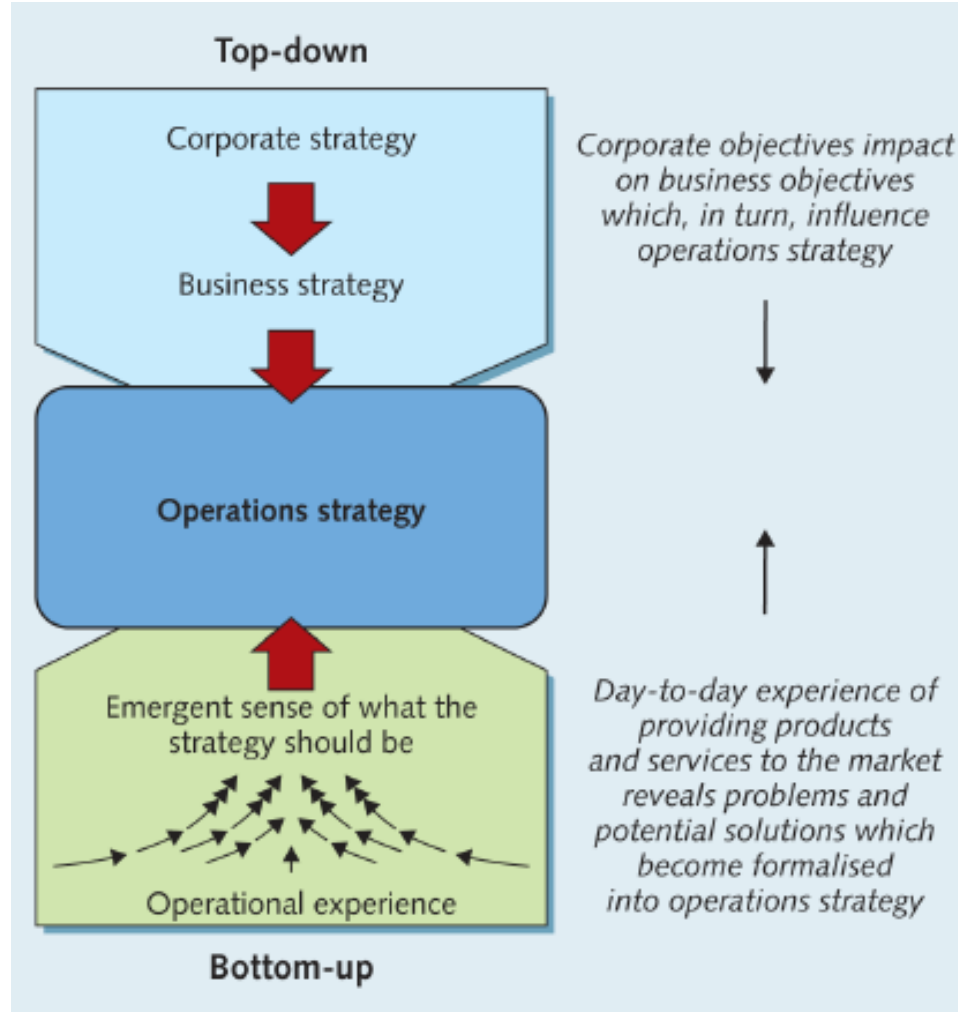 Top-down
Corporate strategy
Business strategy
Corporate objectives impact
on business objectives
which, in turn, influence
operations strategy
Operations strategy
Emergent sense of what the
strategy should be
Operational experience
Day-to-day experience of
providing products
and services to the market
reveals problems and
potential solutions which
become formalised
into operations strategy
Bottom-up